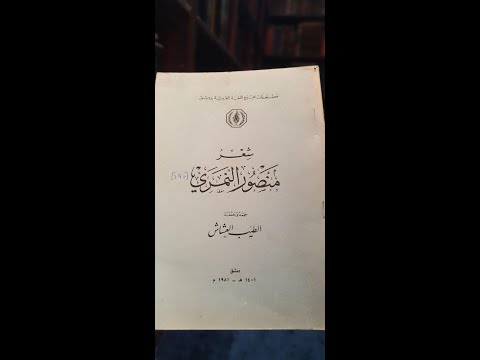 مطبوعات مجمع اللغة العربية بدمشق
شعر
منصور النمري
جمعه وحققه
الطيب العشاش
دمشق
١٤٠١ هـ - ١٩٨١ م